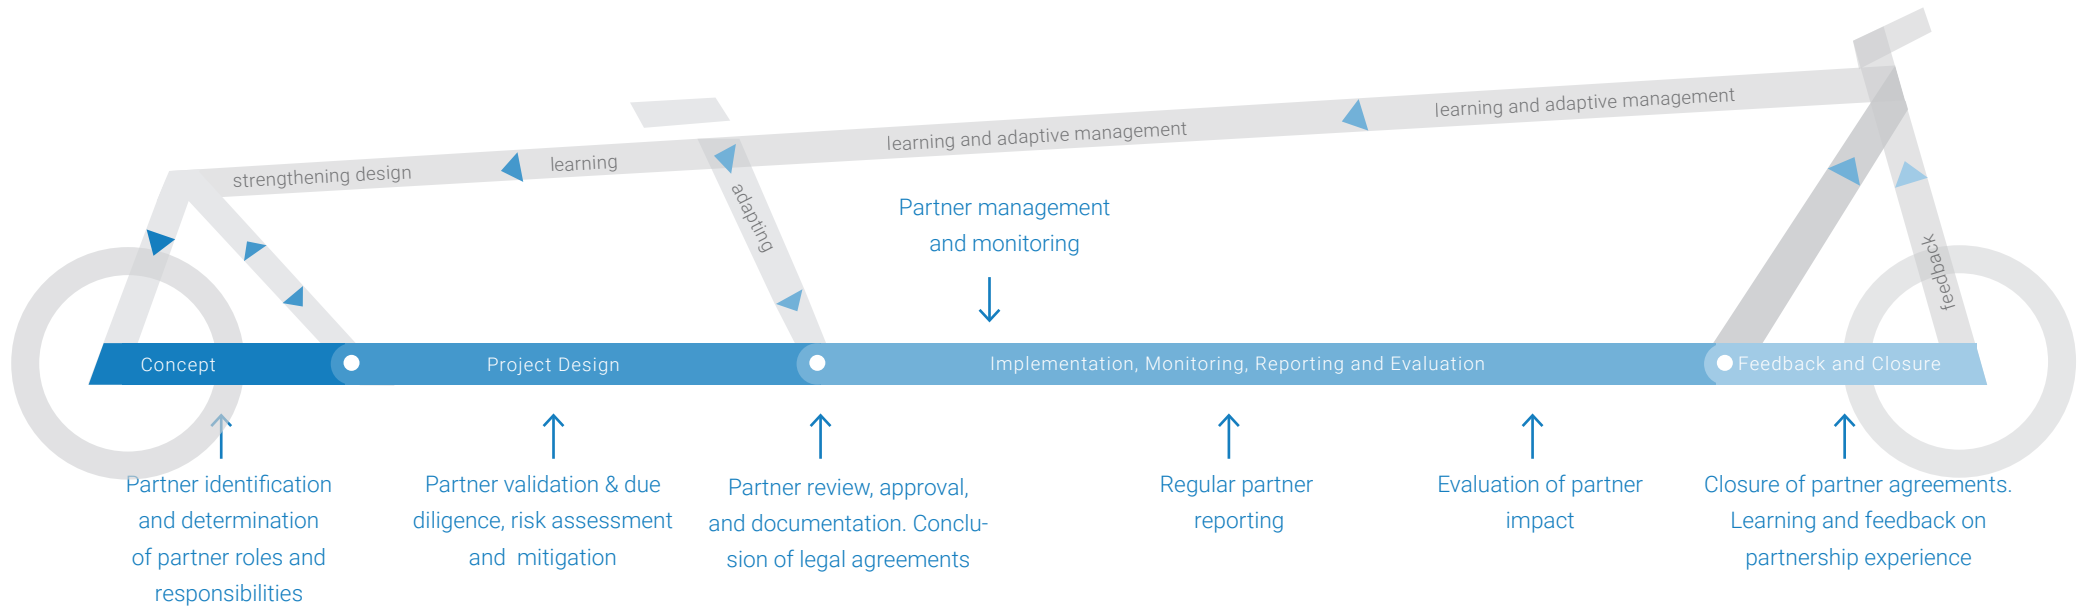 learning and adaptive management
learning and adaptive management
learning
strengthening design
adapting
feedback
Partner management
and monitoring
Concept
Project Design
Implementation, Monitoring, Reporting and Evaluation
Feedback and Closure
Partner identification
and determination
of partner roles and
responsibilities
Partner validation & due
diligence, risk assessment
and mitigation
Partner review, approval,
and documentation. Conclu-
sion of legal agreements
Regular partner
reporting
Evaluation of partner
impact
Closure of partner agreements.
Learning and feedback on
partnership experience